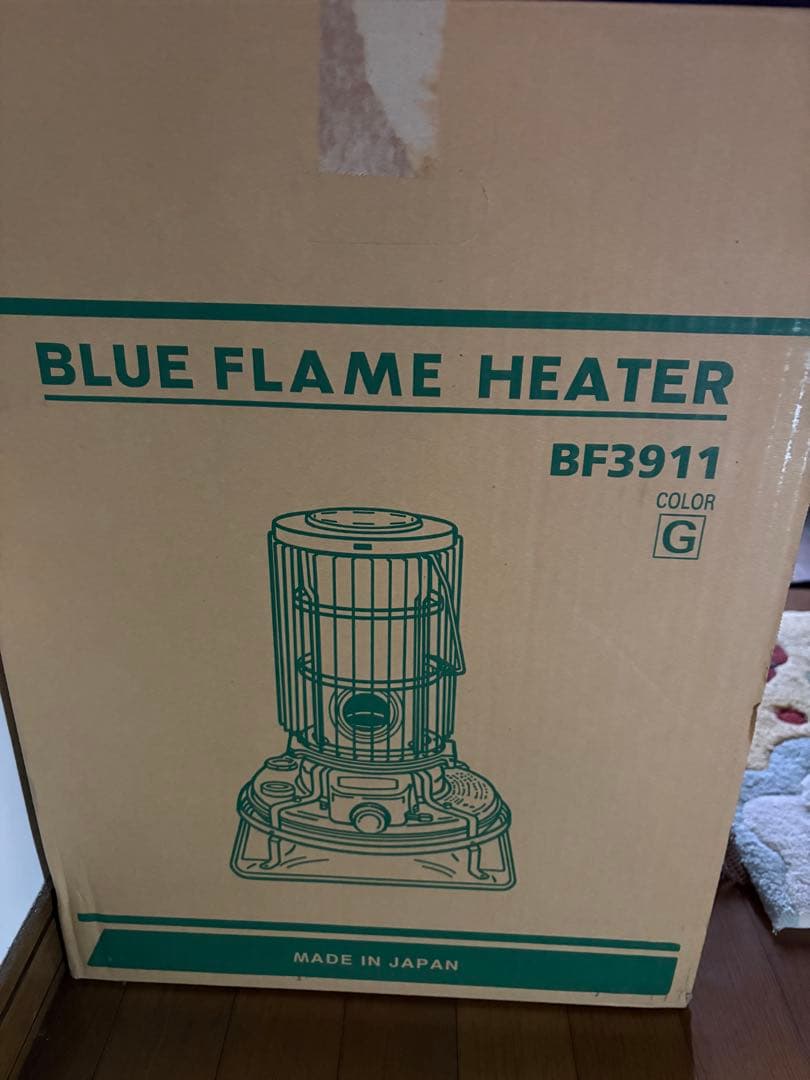 BLUE FLAME HEATER
BF3911
COLOR
G
MADE IN JAPAN